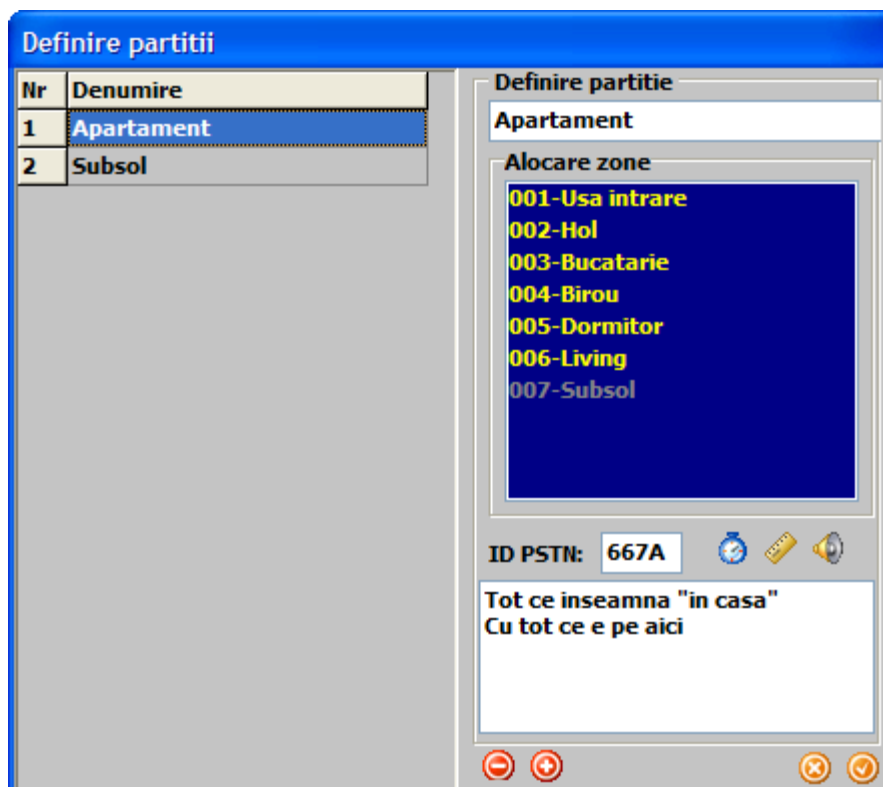 Definire partitii
Nr Denumire
1 Apartament
2 Subsol
Definire partitie
Apartament
Alocare zone
001-Usa intrare
002-Hol
003-Bucatarie
004-Birou
005-Dormitor
006-Living
007-Subsol
ID PSTN: 667A
Tot ce inseamna "in casa"
Cu tot ce e pe aici